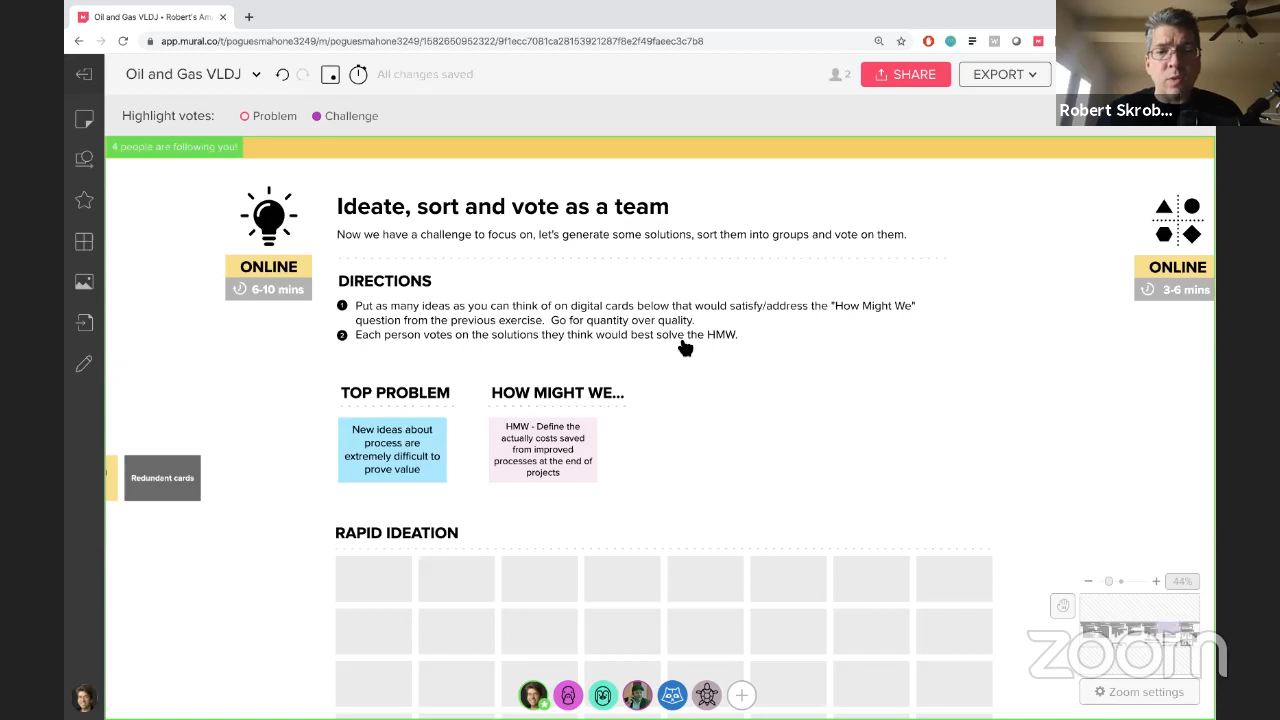 Oil and Gas VLDJ • Robert's Am
app.mural.co/t/poguesmahone3249/m/poguesmahone3249/1582650952322/9f1ecc7081ca28153921287f8e2f49faeec3c7b8
Oil and Gas VLDJ
All changes saved
2
SHARE
EXPORT
Robert Skrob...
Highlight votes:
Problem
Challenge
4 people are following you!
Ideate, sort and vote as a team
Now we have a challenge to focus on, let's generate some solutions, sort them into groups and vote on them.
ONLINE
6-10 mins
ONLINE
3-6 mins
DIRECTIONS
1 Put as many ideas as you can think of on digital cards below that would satisfy/address the "How Might We"
question from the previous exercise. Go for quantity over quality.
2 Each person votes on the solutions they think would best solve the HMW.
TOP PROBLEM
HOW MIGHT WE...
New ideas about
process are
extremely difficult to
prove value
HMW - Define the
actually costs saved
from improved
processes at the end of
projects
Redundant cards
RAPID IDEATION
44%
zoom
Zoom settings